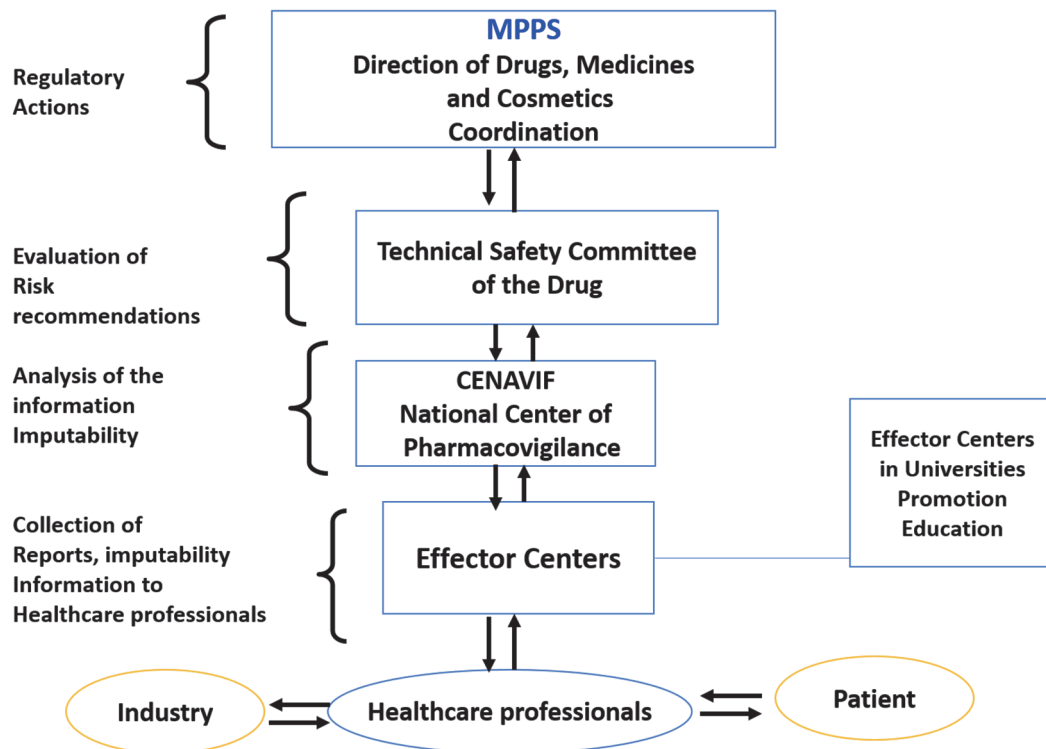 MPPS
Direction of Drugs, Medicines
and Cosmetics
Coordination
Regulatory
Actions
Technical Safety Committee
of the Drug
Evaluation of
Risk
recommendations
CENAVIF
National Center of
Pharmacovigilance
Analysis of the
information
Imputability
Effector Centers
in Universities
Promotion
Education
Effector Centers
Collection of
Reports, imputability
Information to
Healthcare professionals
Industry
Healthcare professionals
Patient